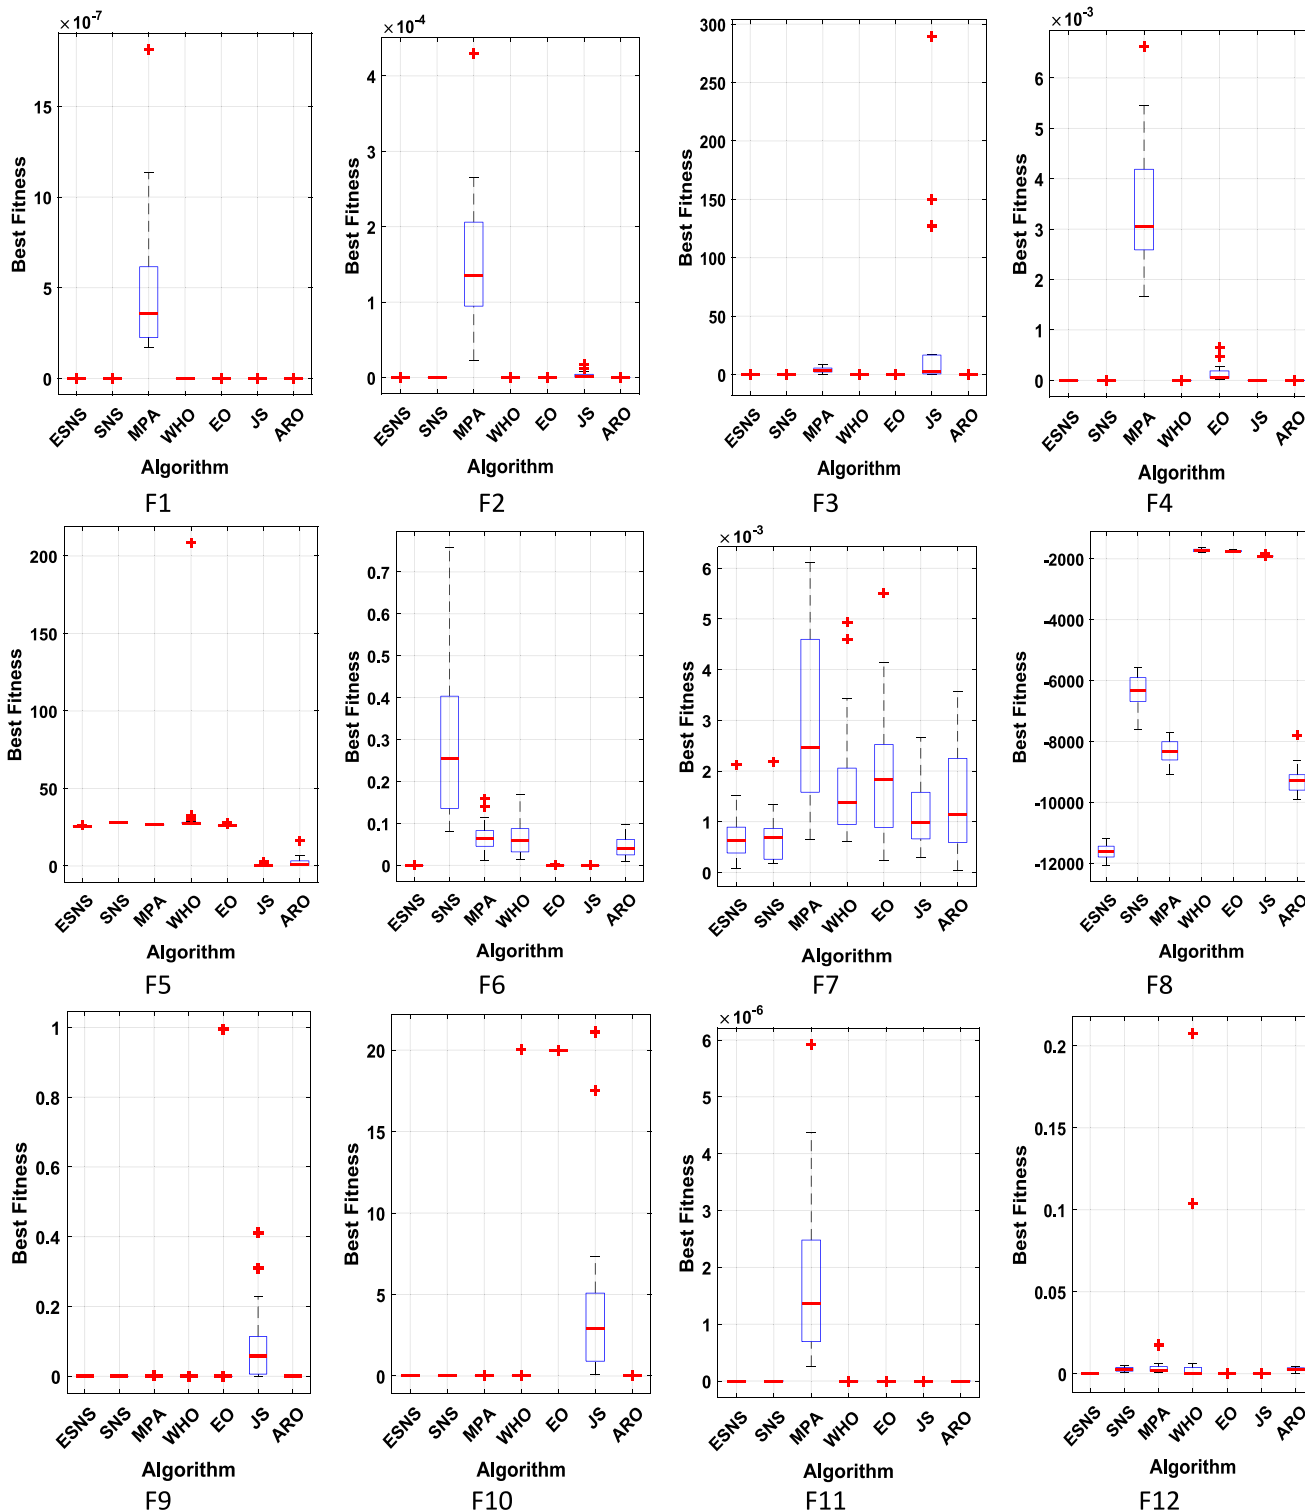 ×10⁻⁷
15
10
5
0
Best Fitness
ESNS
SNS
MPA
WHO
EO
JS
ARO
Algorithm
F1
×10⁻⁴
4
3
2
1
0
Best Fitness
ESNS
SNS
MPA
WHO
EO
JS
ARO
Algorithm
F2
300
250
200
150
100
50
0
Best Fitness
ESNS
SNS
MPA
WHO
EO
JS
ARO
Algorithm
F3
×10⁻³
6
5
4
3
2
1
0
Best Fitness
ESNS
SNS
MPA
WHO
EO
JS
ARO
Algorithm
F4
200
150
100
50
0
Best Fitness
ESNS
SNS
MPA
WHO
EO
JS
ARO
Algorithm
F5
0.7
0.6
0.5
0.4
0.3
0.2
0.1
0
Best Fitness
ESNS
SNS
MPA
WHO
EO
JS
ARO
Algorithm
F6
×10⁻³
6
5
4
3
2
1
0
Best Fitness
ESNS
SNS
MPA
WHO
EO
JS
ARO
Algorithm
F7
-2000
-4000
-6000
-8000
-10000
-12000
Best Fitness
ESNS
SNS
MPA
WHO
EO
JS
ARO
Algorithm
F8
1
0.8
0.6
0.4
0.2
0
Best Fitness
ESNS
SNS
MPA
WHO
EO
JS
ARO
Algorithm
F9
20
15
10
5
0
Best Fitness
ESNS
SNS
MPA
WHO
EO
JS
ARO
Algorithm
F10
×10⁻⁶
6
5
4
3
2
1
0
Best Fitness
ESNS
SNS
MPA
WHO
EO
JS
ARO
Algorithm
F11
0.2
0.15
0.1
0.05
0
Best Fitness
ESNS
SNS
MPA
WHO
EO
JS
ARO
Algorithm
F12